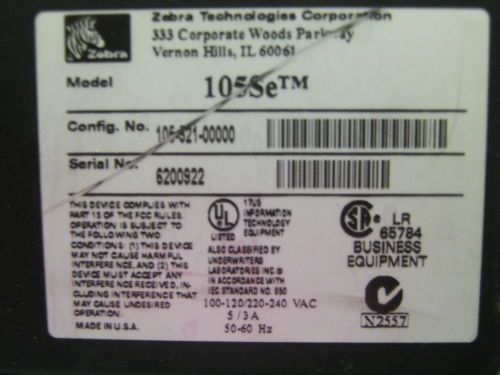 Zebra Technologies Corporation
333 Corporate Woods Parkway
Vernon Hills, IL 60061
Zebra
Model 105Se™
Config. No. 105-521-00000
Serial No. 6200922
THIS DEVICE COMPLIES WITH
PART 15 OF THE FCC RULES.
OPERATION IS SUBJECT TO
THE FOLLOWING TWO
CONDITIONS: (1) THIS DEVICE
MAY NOT CAUSE HARMFUL
INTERFERENCE, AND (2) THIS
DEVICE MUST ACCEPT ANY
INTERFERENCE RECEIVED, IN-
CLUDING INTERFERENCE THAT
MAY CAUSE UNDESIRED
OPERATION.
MADE IN U.S.A.
UL
LISTED
17U5
INFORMATION
TECHNOLOGY
EQUIPMENT
ALSO CLASSIFIED BY
UNDERWRITERS
LABORATORIES INC.®
IN ACCORDANCE WITH
IEC STANDARD NO. 950
100-120/220-240 VAC
5 / 3 A
50-60 Hz
LR
65784
BUSINESS
EQUIPMENT
N2557